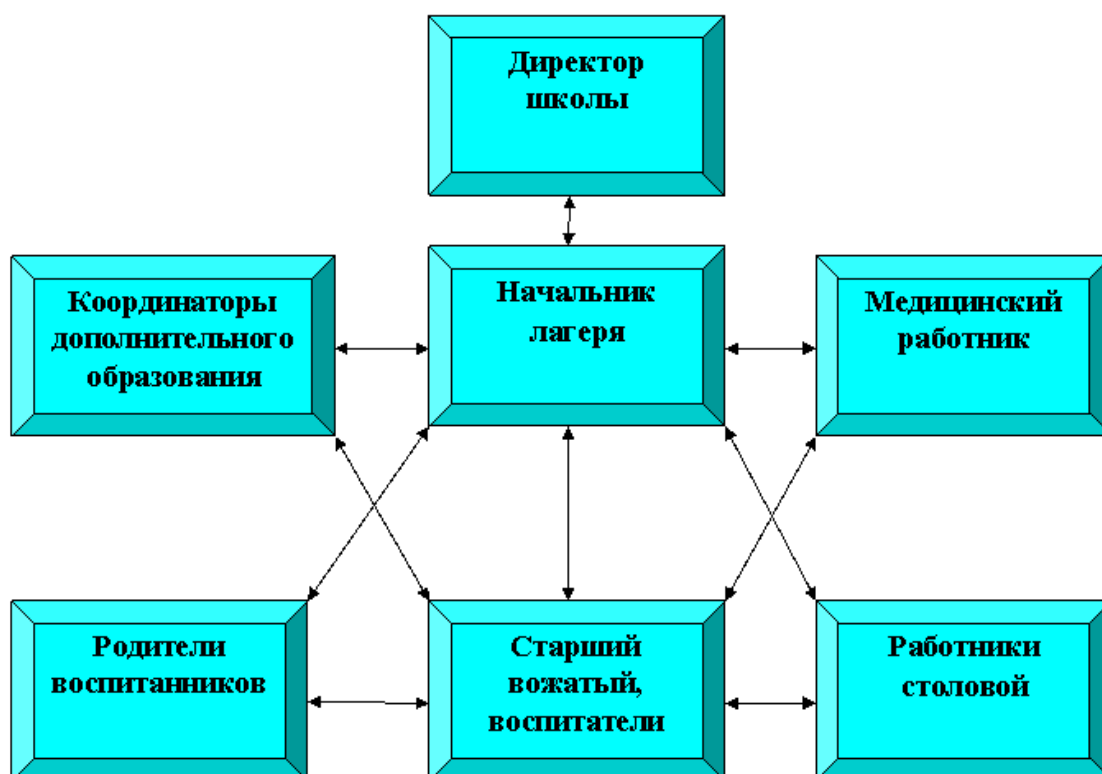 Директор
школы
Координаторы
дополнительного
образования
Начальник
лагеря
Медицинский
работник
Родители
воспитанников
Старший
вожатый,
воспитатели
Работники
столовой